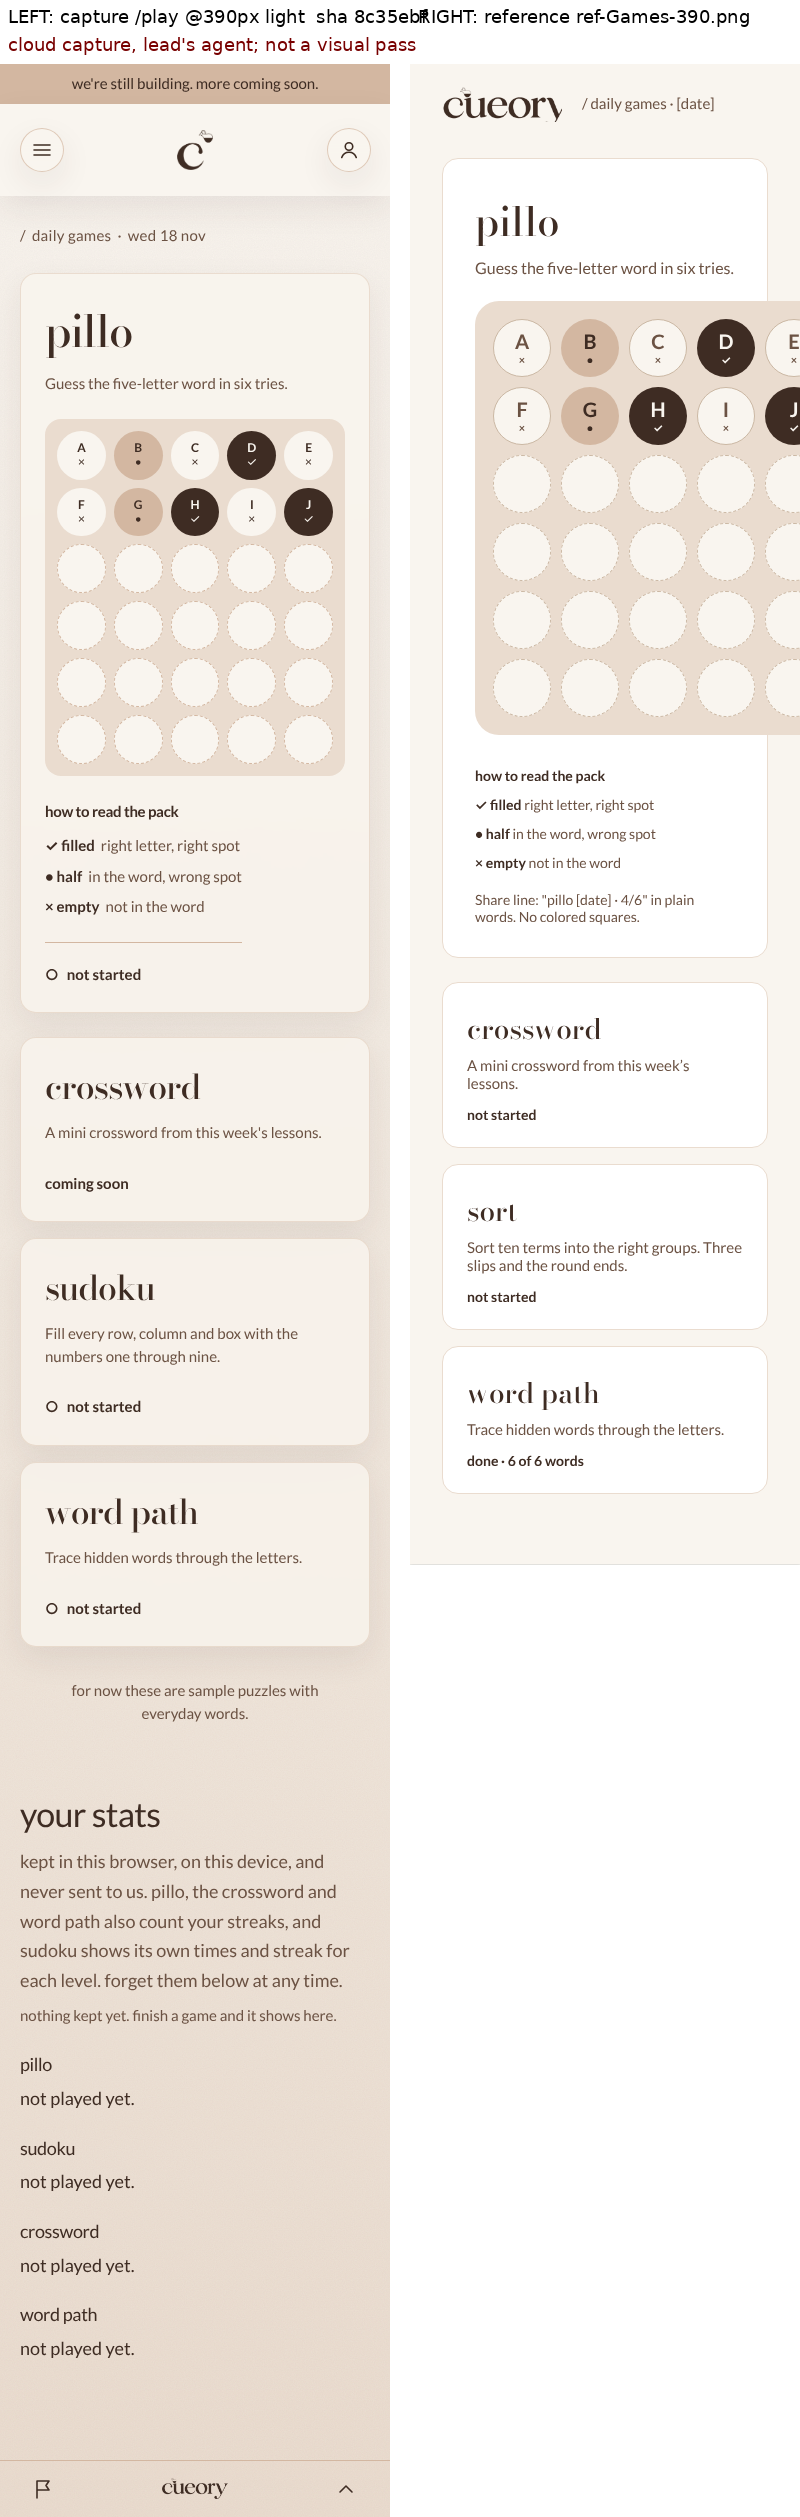 LEFT: capture /play @390px light sha 8c35eb
RIGHT: reference ref-Games-390.png
cloud capture, lead's agent; not a visual pass
we're still building. more coming soon.
c
/ daily games · wed 18 nov
pillo
Guess the five-letter word in six tries.
A B C D E
× • × ✓ ×
F G H I J
× • ✓ × ✓
how to read the pack
✓ filled right letter, right spot
• half in the word, wrong spot
× empty not in the word
not started
crossword
A mini crossword from this week's lessons.
coming soon
sudoku
Fill every row, column and box with the
numbers one through nine.
not started
word path
Trace hidden words through the letters.
not started
for now these are sample puzzles with
everyday words.
your stats
kept in this browser, on this device, and
never sent to us. pillo, the crossword and
word path also count your streaks, and
sudoku shows its own times and streak for
each level. forget them below at any time.
nothing kept yet. finish a game and it shows here.
pillo
not played yet.
sudoku
not played yet.
crossword
not played yet.
word path
not played yet.
cueory
cueory / daily games · [date]
pillo
Guess the five-letter word in six tries.
A B C D E
× • × ✓ ×
F G H I J
× • ✓ × ✓
how to read the pack
✓ filled right letter, right spot
• half in the word, wrong spot
× empty not in the word
Share line: "pillo [date] · 4/6" in plain
words. No colored squares.
crossword
A mini crossword from this week’s
lessons.
not started
sort
Sort ten terms into the right groups. Three
slips and the round ends.
not started
word path
Trace hidden words through the letters.
done · 6 of 6 words